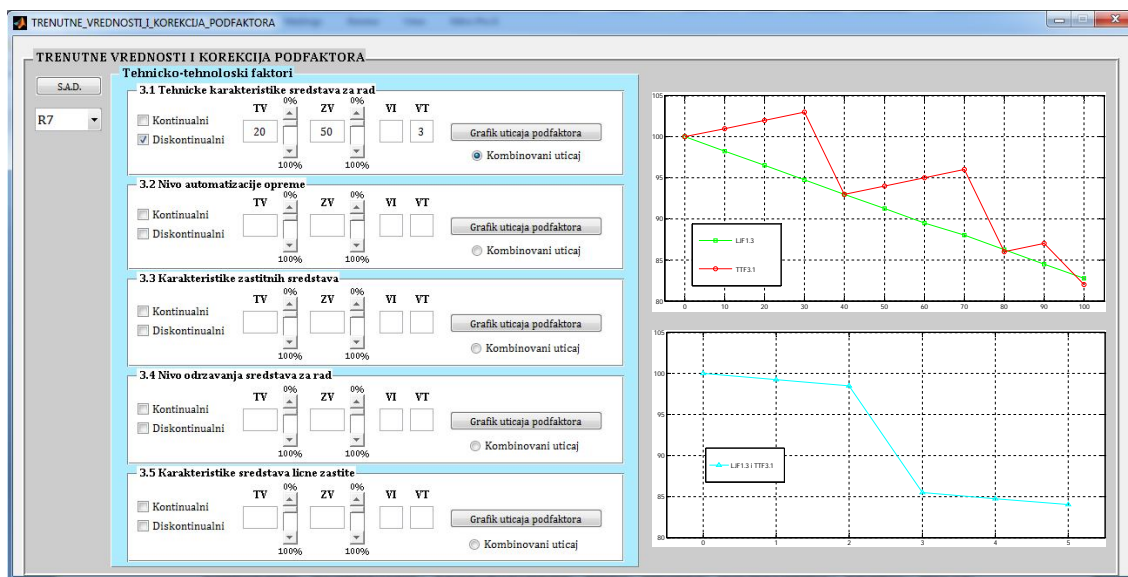 TRENUTNE_VREDNOSTI_I_KOREKCIJA_PODFAKTORA
TRENUTNE VREDNOSTI I KOREKCIJA PODFAKTORA
S.A.D.
R7
Tehnicko-tehnoloski faktori
3.1 Tehnicke karakteristike sredstava za rad
Kontinualni
Diskontinualni
TV 0% ZV 0% VI VT
20 50 3
100% 100%
Grafik uticaja podfaktora
Kombinovani uticaj
3.2 Nivo automatizacije opreme
Kontinualni
Diskontinualni
TV 0% ZV 0% VI VT
100% 100%
Grafik uticaja podfaktora
Kombinovani uticaj
3.3 Karakteristike zastitnih sredstava
Kontinualni
Diskontinualni
TV 0% ZV 0% VI VT
100% 100%
Grafik uticaja podfaktora
Kombinovani uticaj
3.4 Nivo odrzavanja sredstava za rad
Kontinualni
Diskontinualni
TV 0% ZV 0% VI VT
100% 100%
Grafik uticaja podfaktora
Kombinovani uticaj
3.5 Karakteristike sredstava licne zastite
Kontinualni
Diskontinualni
TV 0% ZV 0% VI VT
100% 100%
Grafik uticaja podfaktora
Kombinovani uticaj
105
100
95
90
85
80
0 10 20 30 40 50 60 70 80 90 100
LJF1.3
TTF3.1
100
95
90
85
80
0 1 2 3 4 5
LJF1.3 i TTF3.1